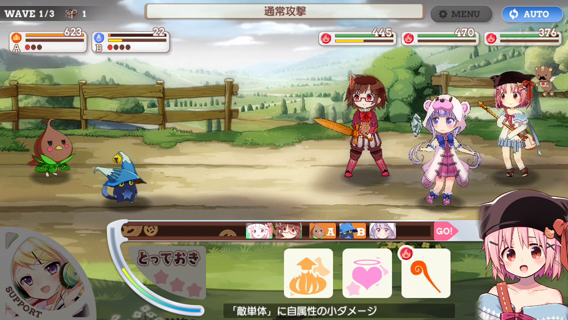 WAVE 1/3 1
通常攻撃
MENU
AUTO
623
A
22
B
445
470
376
A B GO!
SUPPORT
とっておき
「敵単体」に自属性の小ダメージ